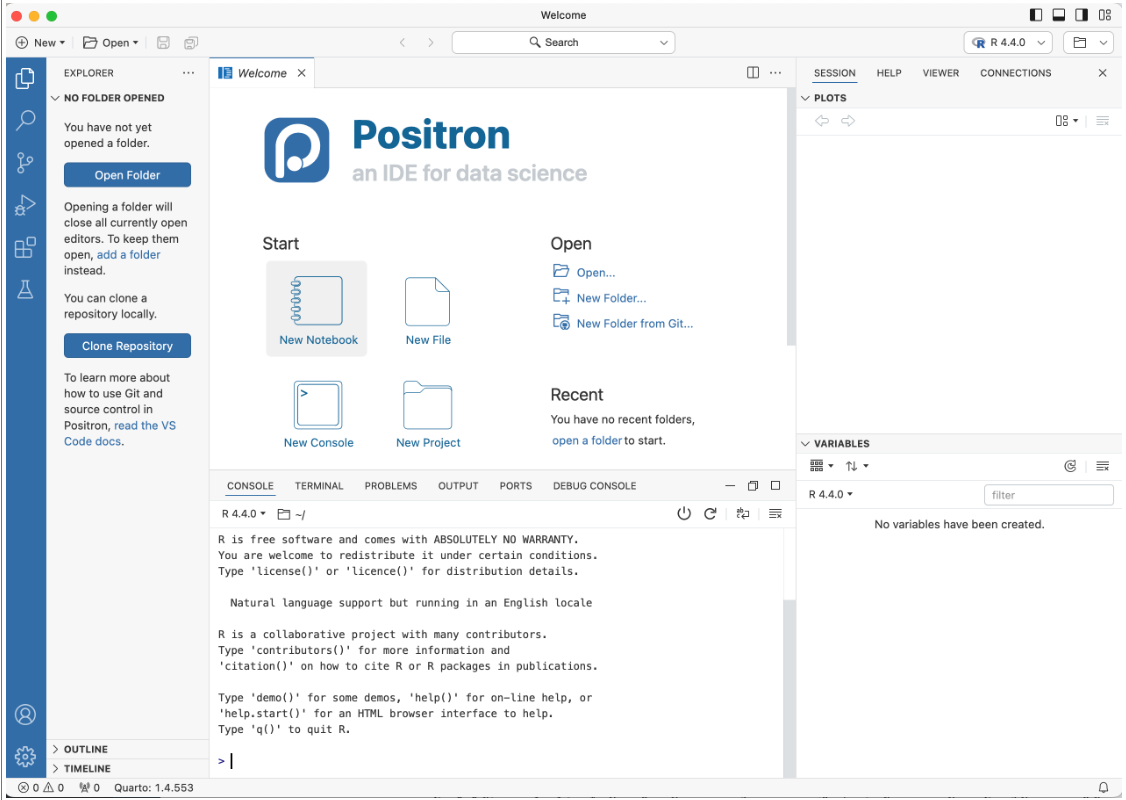 Welcome
New
Open
Search
R 4.4.0
EXPLORER
NO FOLDER OPENED
You have not yet
opened a folder.
Open Folder
Opening a folder will
close all currently open
editors. To keep them
open, add a folder
instead.
You can clone a
repository locally.
Clone Repository
To learn more about
how to use Git and
source control in
Positron, read the VS
Code docs.
OUTLINE
TIMELINE
Welcome
Positron
an IDE for data science
Start
New Notebook
New File
New Console
New Project
Open
Open...
New Folder...
New Folder from Git...
Recent
You have no recent folders,
open a folder to start.
CONSOLE TERMINAL PROBLEMS OUTPUT PORTS DEBUG CONSOLE
R 4.4.0 ~/
R is free software and comes with ABSOLUTELY NO WARRANTY.
You are welcome to redistribute it under certain conditions.
Type 'license()' or 'licence()' for distribution details.
Natural language support but running in an English locale
R is a collaborative project with many contributors.
Type 'contributors()' for more information and
'citation()' on how to cite R or R packages in publications.
Type 'demo()' for some demos, 'help()' for on-line help, or
'help.start()' for an HTML browser interface to help.
Type 'q()' to quit R.
>
SESSION HELP VIEWER CONNECTIONS
PLOTS
VARIABLES
R 4.4.0
filter
No variables have been created.
0 0 0 Quarto: 1.4.553